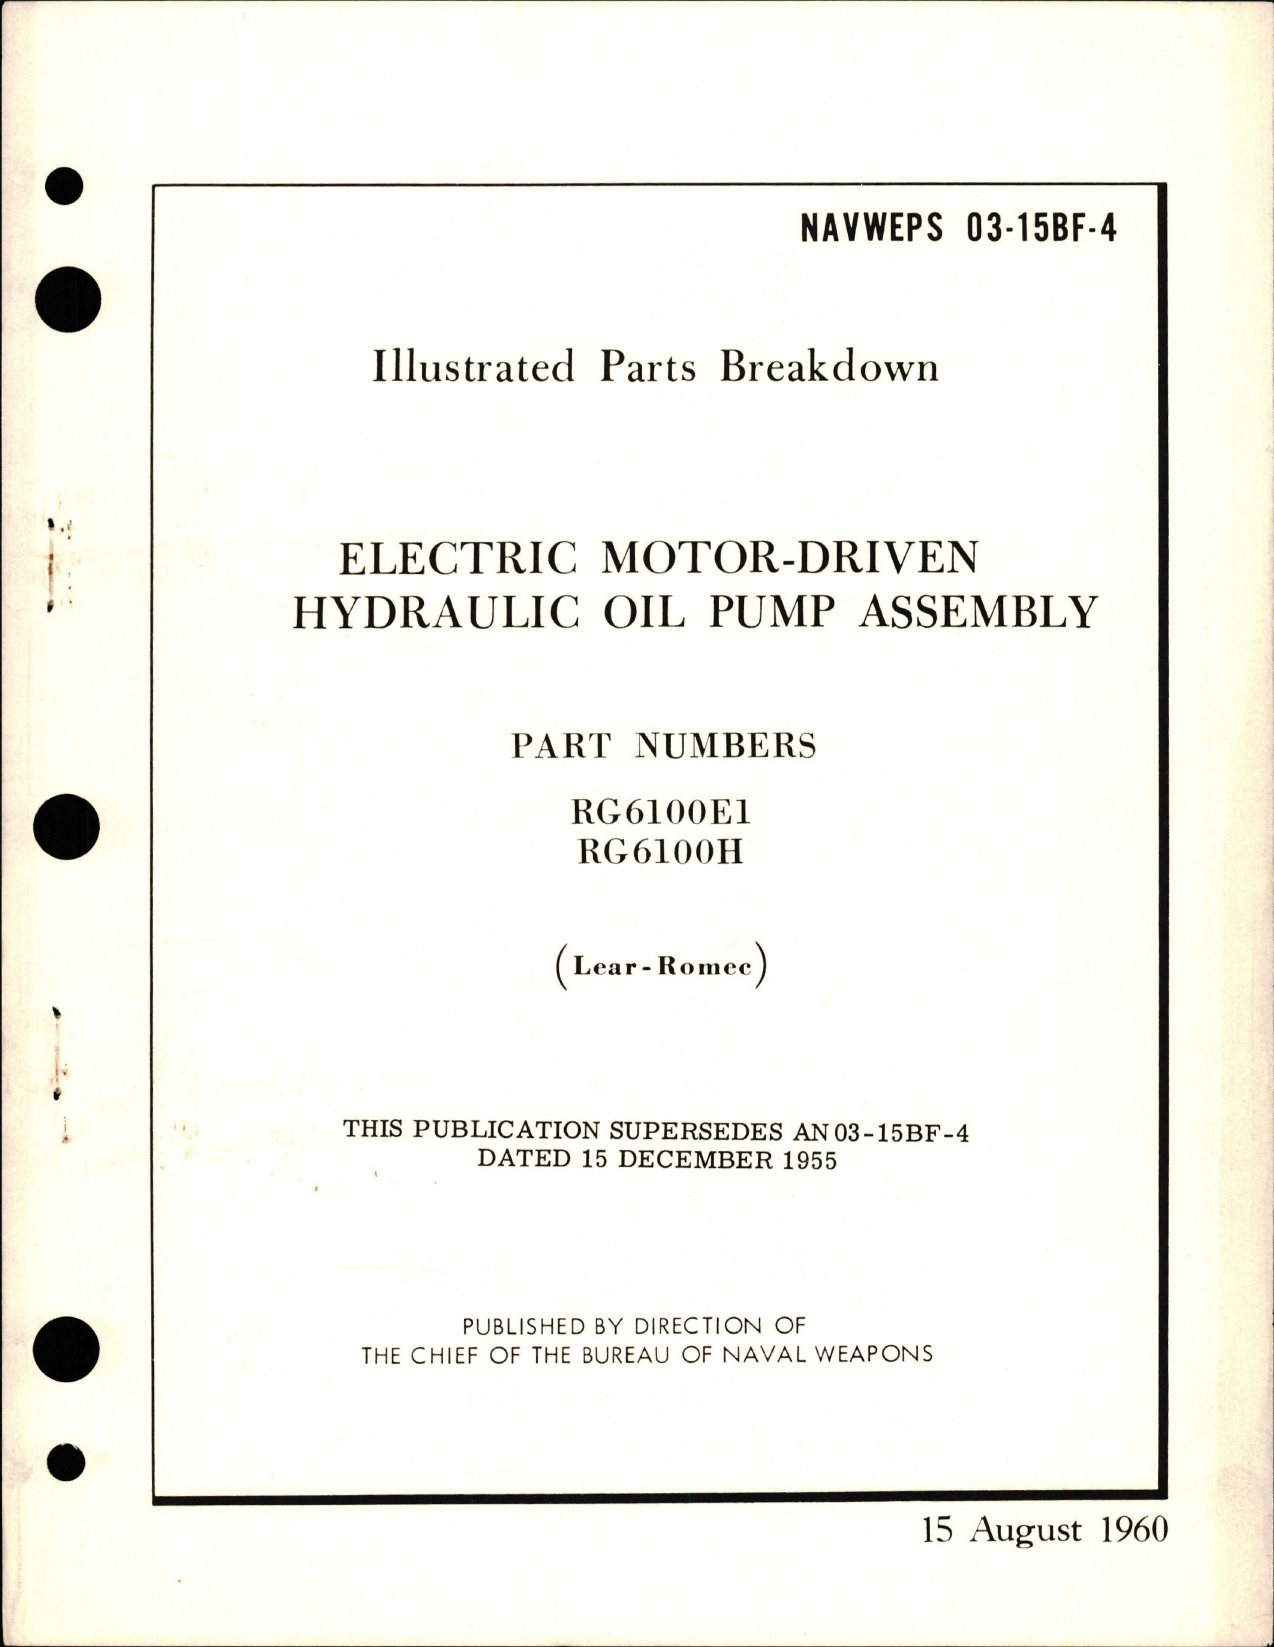 NAVWEPS 03-15BF-4
Illustrated Parts Breakdown
ELECTRIC MOTOR-DRIVEN
HYDRAULIC OIL PUMP ASSEMBLY
PART NUMBERS
RG6100E1
RG6100H
(Lear-Romec)
THIS PUBLICATION SUPERSEDES AN 03-15BF-4
DATED 15 DECEMBER 1955
PUBLISHED BY DIRECTION OF
THE CHIEF OF THE BUREAU OF NAVAL WEAPONS
15 August 1960